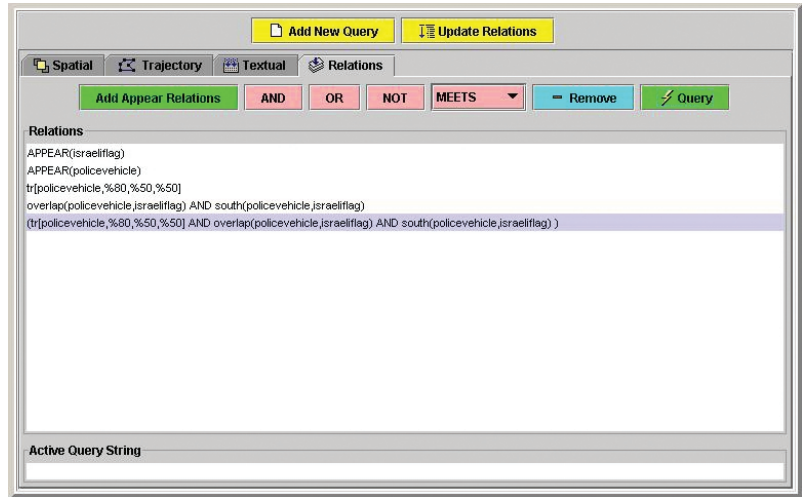 Add New Query Update Relations
Spatial Trajectory Textual Relations
Add Appear Relations AND OR NOT MEETS Remove Query
Relations
APPEAR(israeliflag)
APPEAR(policevehicle)
tr[policevehicle,%80,%50,%50]
overlap(policevehicle,israeliflag) AND south(policevehicle,israeliflag)
(tr[policevehicle,%80,%50,%50] AND overlap(policevehicle,israeliflag) AND south(policevehicle,israeliflag) )
Active Query String